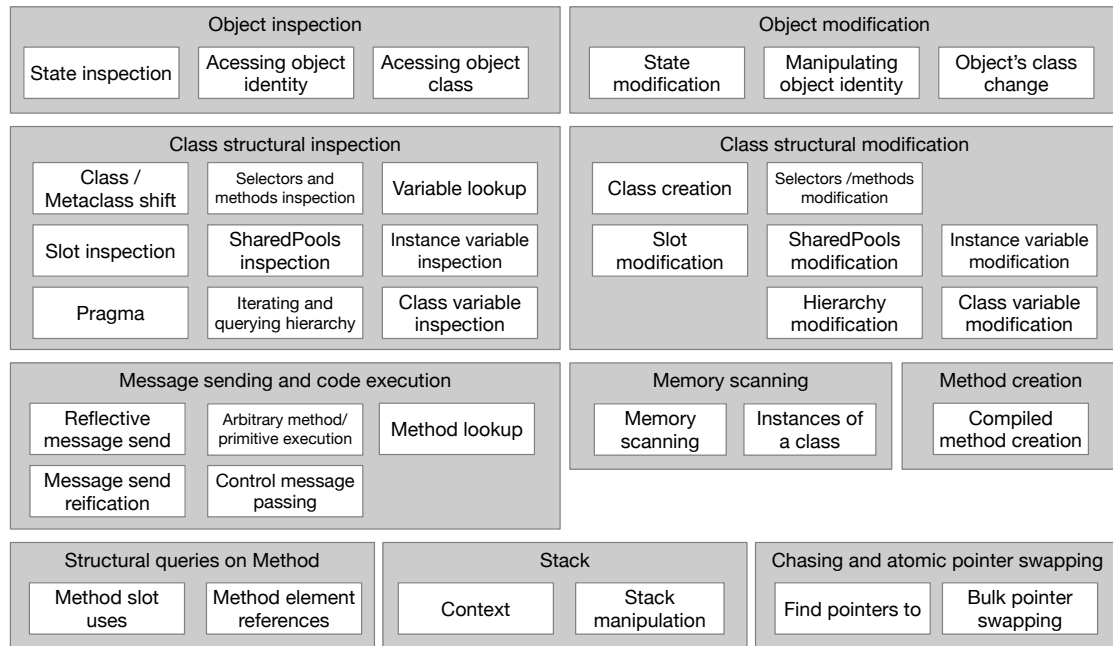 Object inspection
State inspection
Acessing object
identity
Acessing object
class
Object modification
State
modification
Manipulating
object identity
Object's class
change
Class structural inspection
Class /
Metaclass shift
Selectors and
methods inspection
Variable lookup
Slot inspection
SharedPools
inspection
Instance variable
inspection
Pragma
Iterating and
querying hierarchy
Class variable
inspection
Class structural modification
Class creation
Selectors /methods
modification
Slot
modification
SharedPools
modification
Instance variable
modification
Hierarchy
modification
Class variable
modification
Message sending and code execution
Reflective
message send
Arbitrary method/
primitive execution
Method lookup
Message send
reification
Control message
passing
Memory scanning
Memory
scanning
Instances of
a class
Method creation
Compiled
method creation
Structural queries on Method
Method slot
uses
Method element
references
Stack
Context
Stack
manipulation
Chasing and atomic pointer swapping
Find pointers to
Bulk pointer
swapping